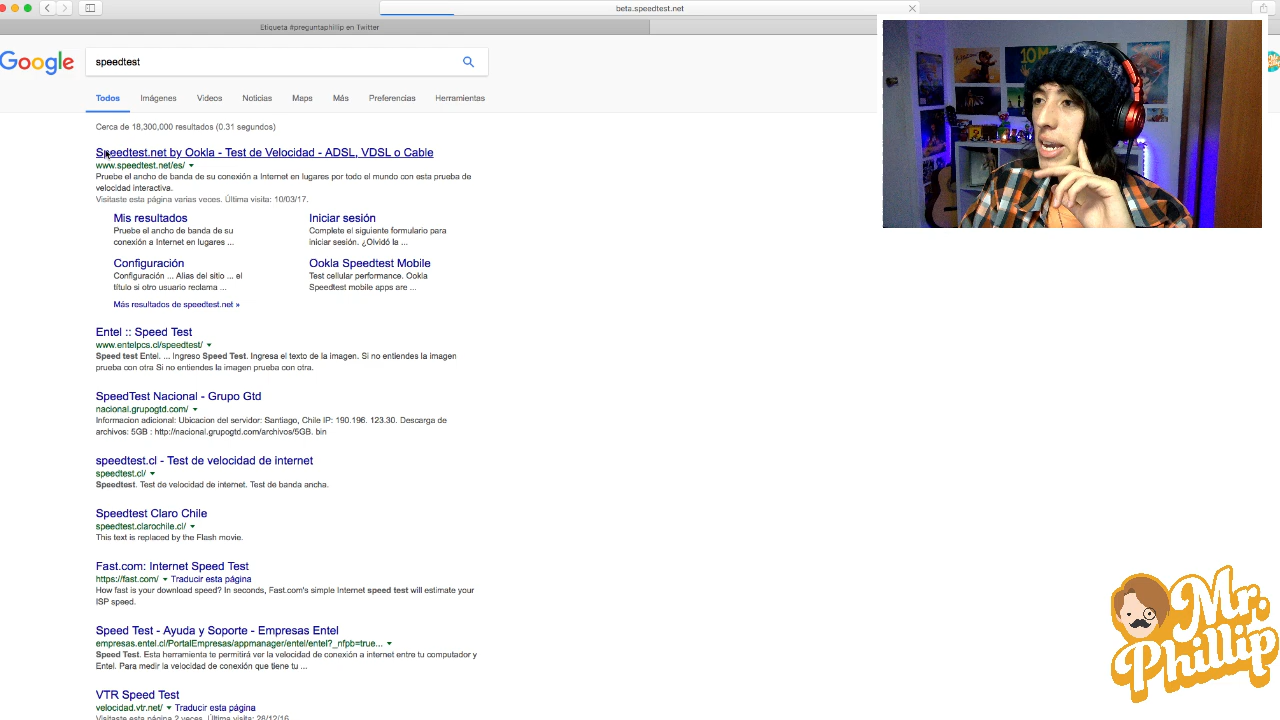 beta.speedtest.net
Etiqueta #preguntaphillip en Twitter
Google
speedtest
Todos Imágenes Videos Noticias Maps Más Preferencias Herramientas
Cerca de 18,300,000 resultados (0.31 segundos)
Speedtest.net by Ookla - Test de Velocidad - ADSL, VDSL o Cable
www.speedtest.net/es/
Pruebe el ancho de banda de su conexión a Internet en lugares por todo el mundo con esta prueba de
velocidad interactiva.
Visitaste esta página varias veces. Última visita: 10/03/17.
Mis resultados
Pruebe el ancho de banda de su
conexión a Internet en lugares ...
Iniciar sesión
Complete el siguiente formulario para
iniciar sesión. ¿Olvidó la ...
Configuración
Configuración ... Alias del sitio ... el
título si otro usuario reclama ...
Ookla Speedtest Mobile
Test cellular performance. Ookla
Speedtest mobile apps are ...
Más resultados de speedtest.net »
Entel :: Speed Test
www.entelpcs.cl/speedtest/
Speed test Entel. ... Ingreso Speed Test. Ingresa el texto de la imagen. Si no entiendes la imagen
prueba con otra. Si no entiendes la imagen prueba con otra.
SpeedTest Nacional - Grupo Gtd
nacional.grupogtd.com/
Informacion adicional: Ubicacion del servidor: Santiago, Chile IP: 190.196. 123.30. Descarga de
archivos: 5GB : http://nacional.grupogtd.com/archivos/5GB. bin
speedtest.cl - Test de velocidad de internet
speedtest.cl/
Speedtest. Test de velocidad de internet. Test de banda ancha.
Speedtest Claro Chile
speedtest.clarochile.cl/
This text is replaced by the Flash movie.
Fast.com: Internet Speed Test
https://fast.com/ Traducir esta página
How fast is your download speed? In seconds, Fast.com's simple Internet speed test will estimate your
ISP speed.
Speed Test - Ayuda y Soporte - Empresas Entel
empresas.entel.cl/PortalEmpresas/appmanager/entel/entel?_nfpb=true...
Speed Test. Esta herramienta te permitirá ver la velocidad de conexión a internet entre tu computador y
Entel. Para medir la velocidad de conexión que tiene tu ...
VTR Speed Test
velocidad.vtr.net/ Traducir esta página
Visitaste esta página 2 veces. Última visita: 28/12/16
Mr.
Phillip